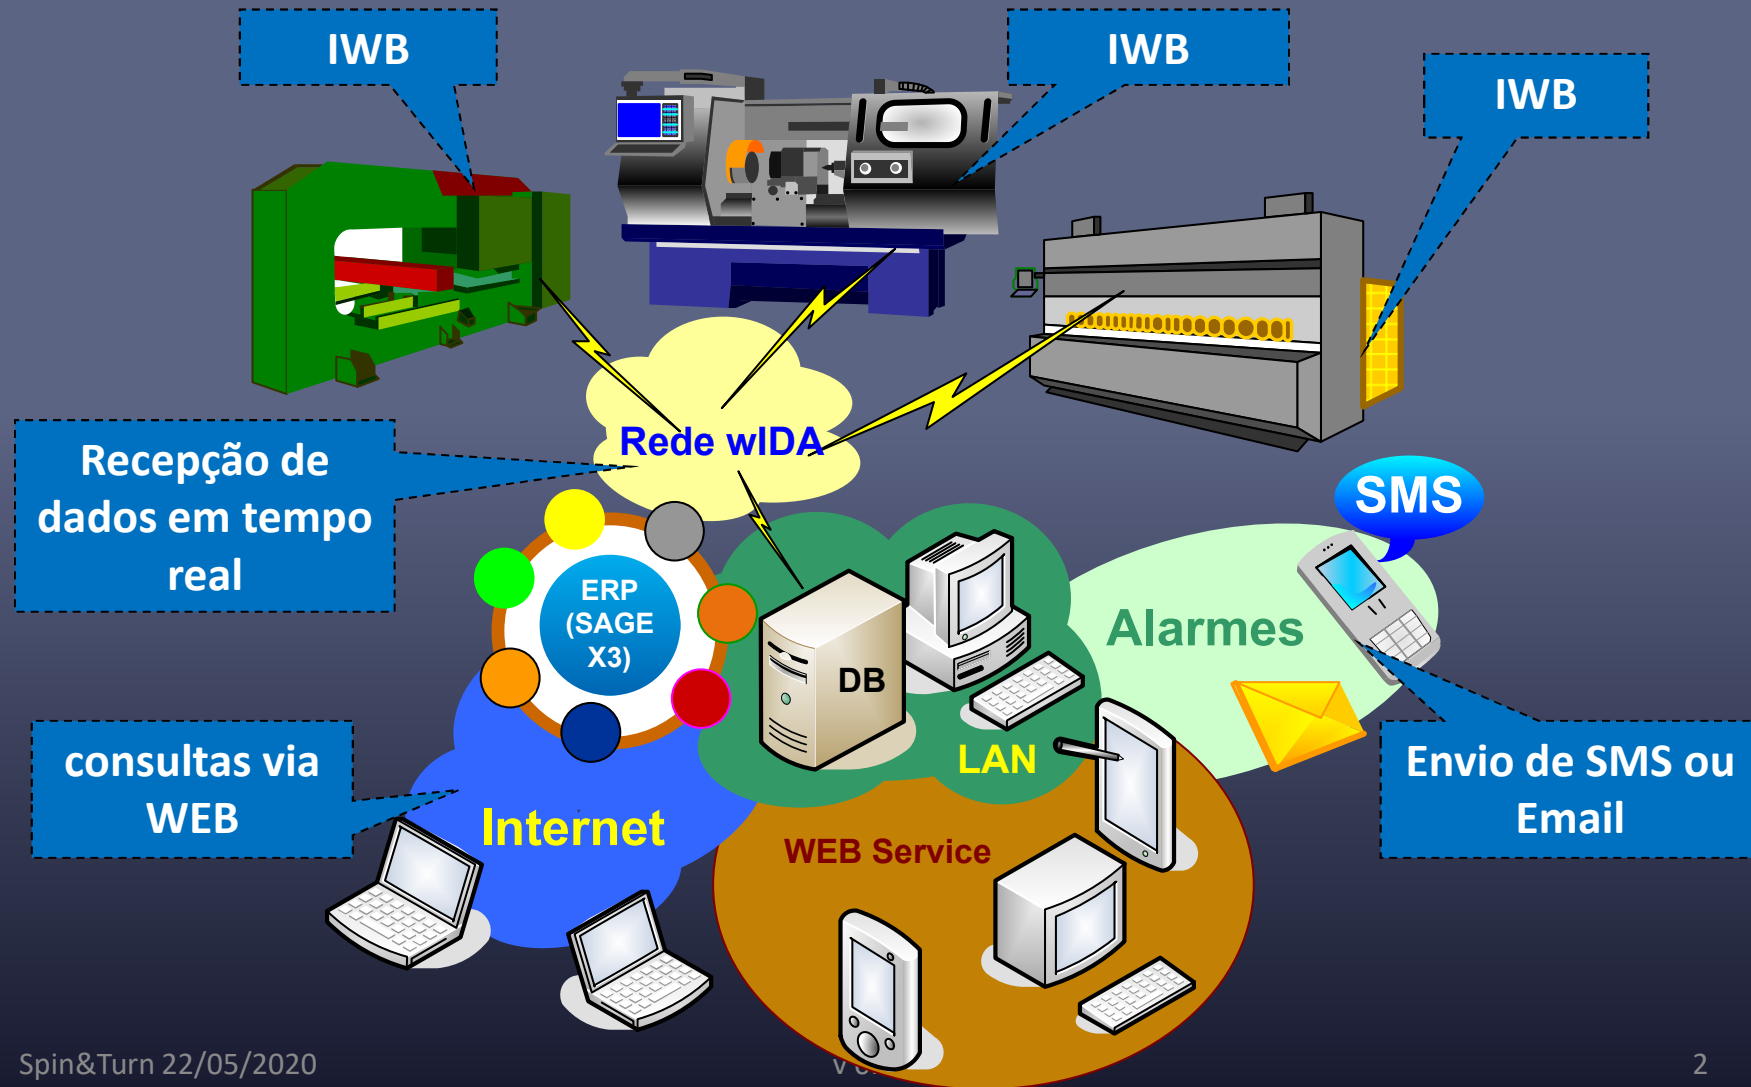 IWB
IWB
IWB
Rede wIDA
Recepção de
dados em tempo
real
SMS
ERP
(SAGE
X3)
Alarmes
DB
LAN
consultas via
WEB
Envio de SMS ou
Email
Internet
WEB Service
Spin&Turn 22/05/2020
2